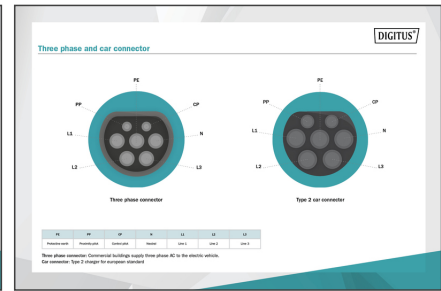 DIGITUS®
Three phase and car connector
PE
PP
CP
L1
N
L2
L3
Three phase connector
PE
PP
CP
L1
N
L2
L3
Type 2 car connector
PE PP CP N L1 L2 L3
Protective earth Proximity pilot Control pilot Neutral Line 1 Line 2 Line 3
Three phase connector: Commercial buildings supply three phase AC to the electric vehicle.
Car connector: Type 2 charger for european standard